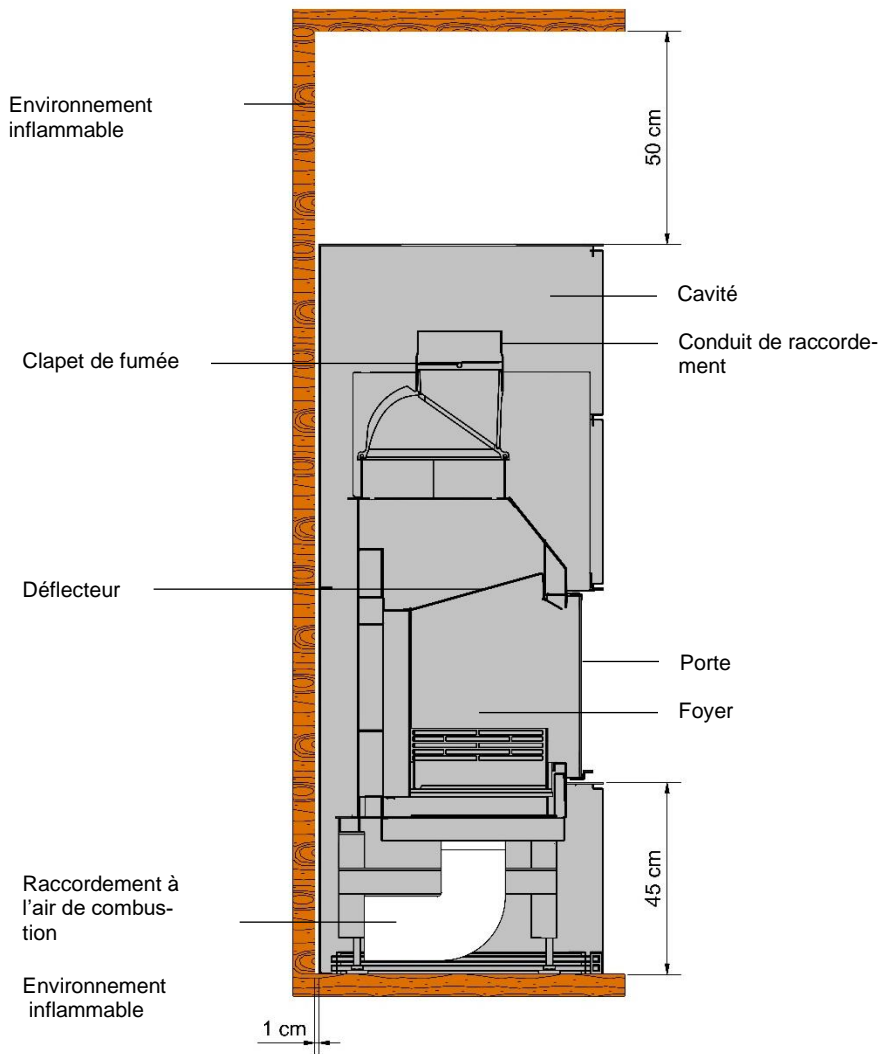 Environnement
inflammable
50 cm
Cavité
Conduit de raccorde-
ment
Clapet de fumée
Déflecteur
Porte
Foyer
45 cm
Raccordement à
l'air de combus-
tion
Environnement
inflammable
1 cm